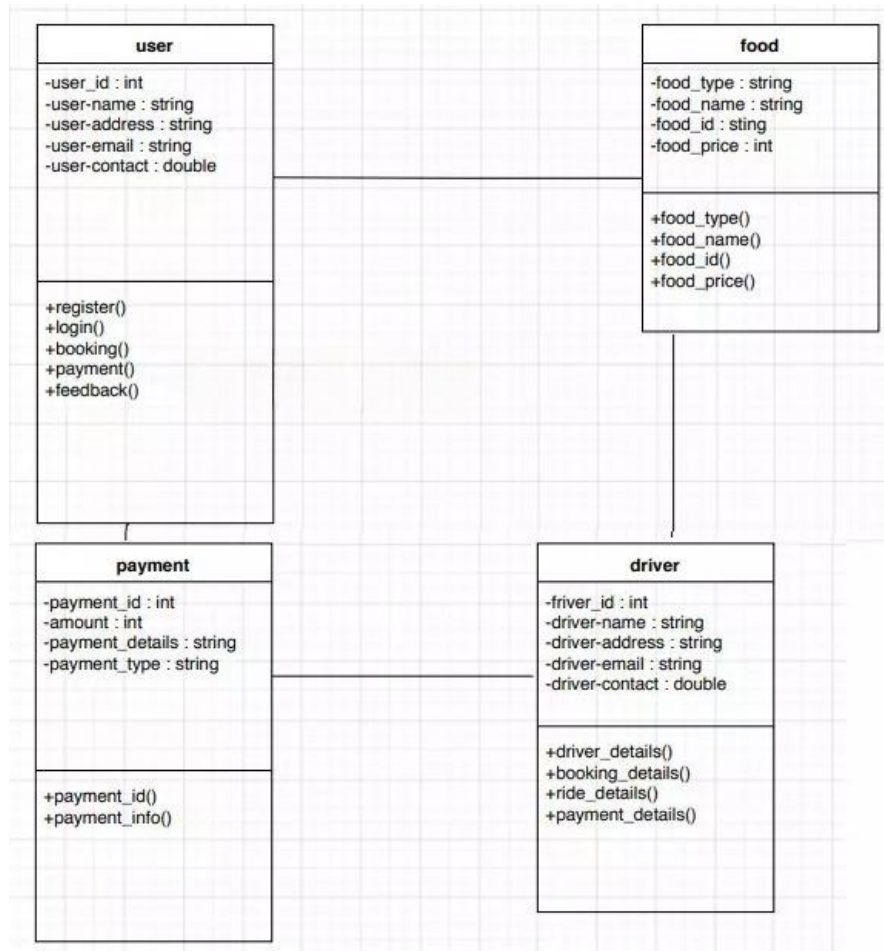 user
-user_id : int
-user-name : string
-user-address : string
-user-email : string
-user-contact : double
+register()
+login()
+booking()
+payment()
+feedback()
food
-food_type : string
-food_name : string
-food_id : sting
-food_price : int
+food_type()
+food_name()
+food_id()
+food_price()
payment
-payment_id : int
-amount : int
-payment_details : string
-payment_type : string
+payment_id()
+payment_info()
driver
-friver_id : int
-driver-name : string
-driver-address : string
-driver-email : string
-driver-contact : double
+driver_details()
+booking_details()
+ride_details()
+payment_details()